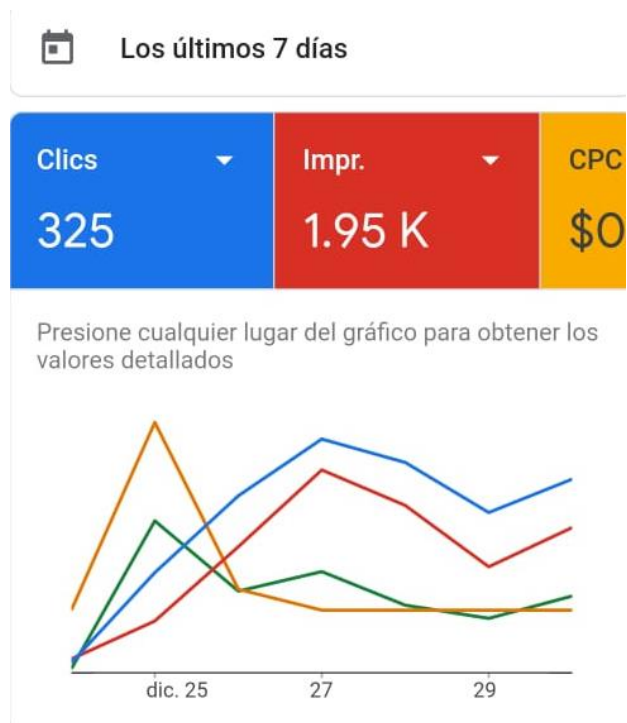 Los últimos 7 días
Clics
Impr.
CPC
325
1.95 K
$0
Presione cualquier lugar del gráfico para obtener los
valores detallados
dic. 25
27
29